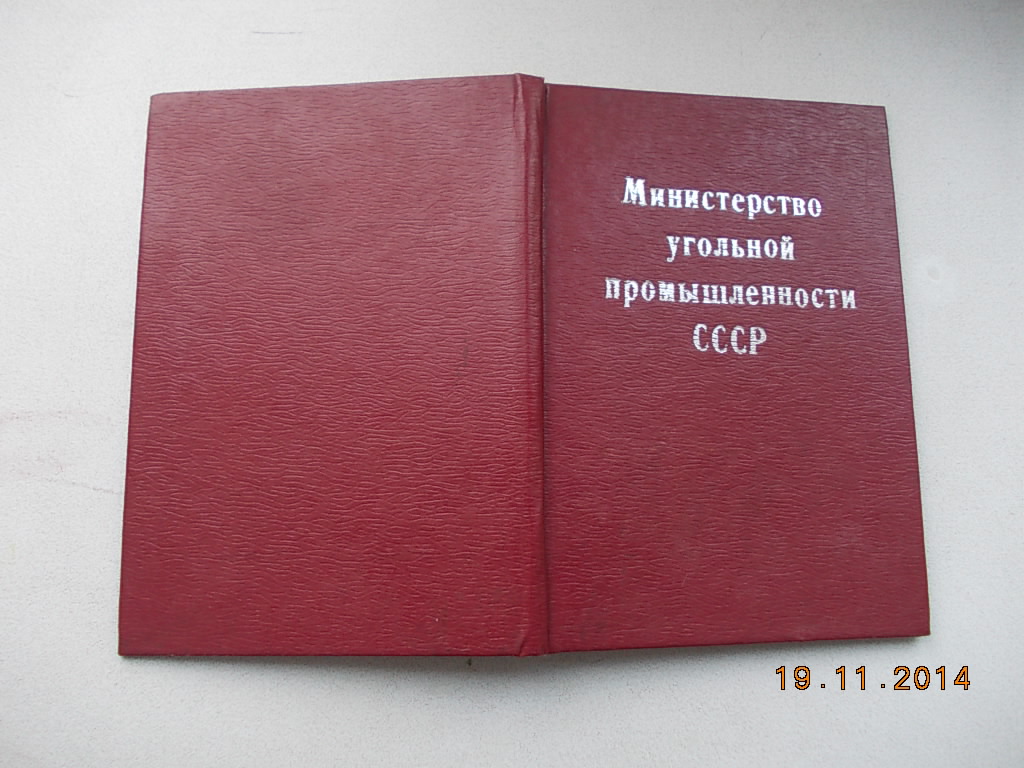 Министерство
угольной
промышленности
СССР
19.11.2014